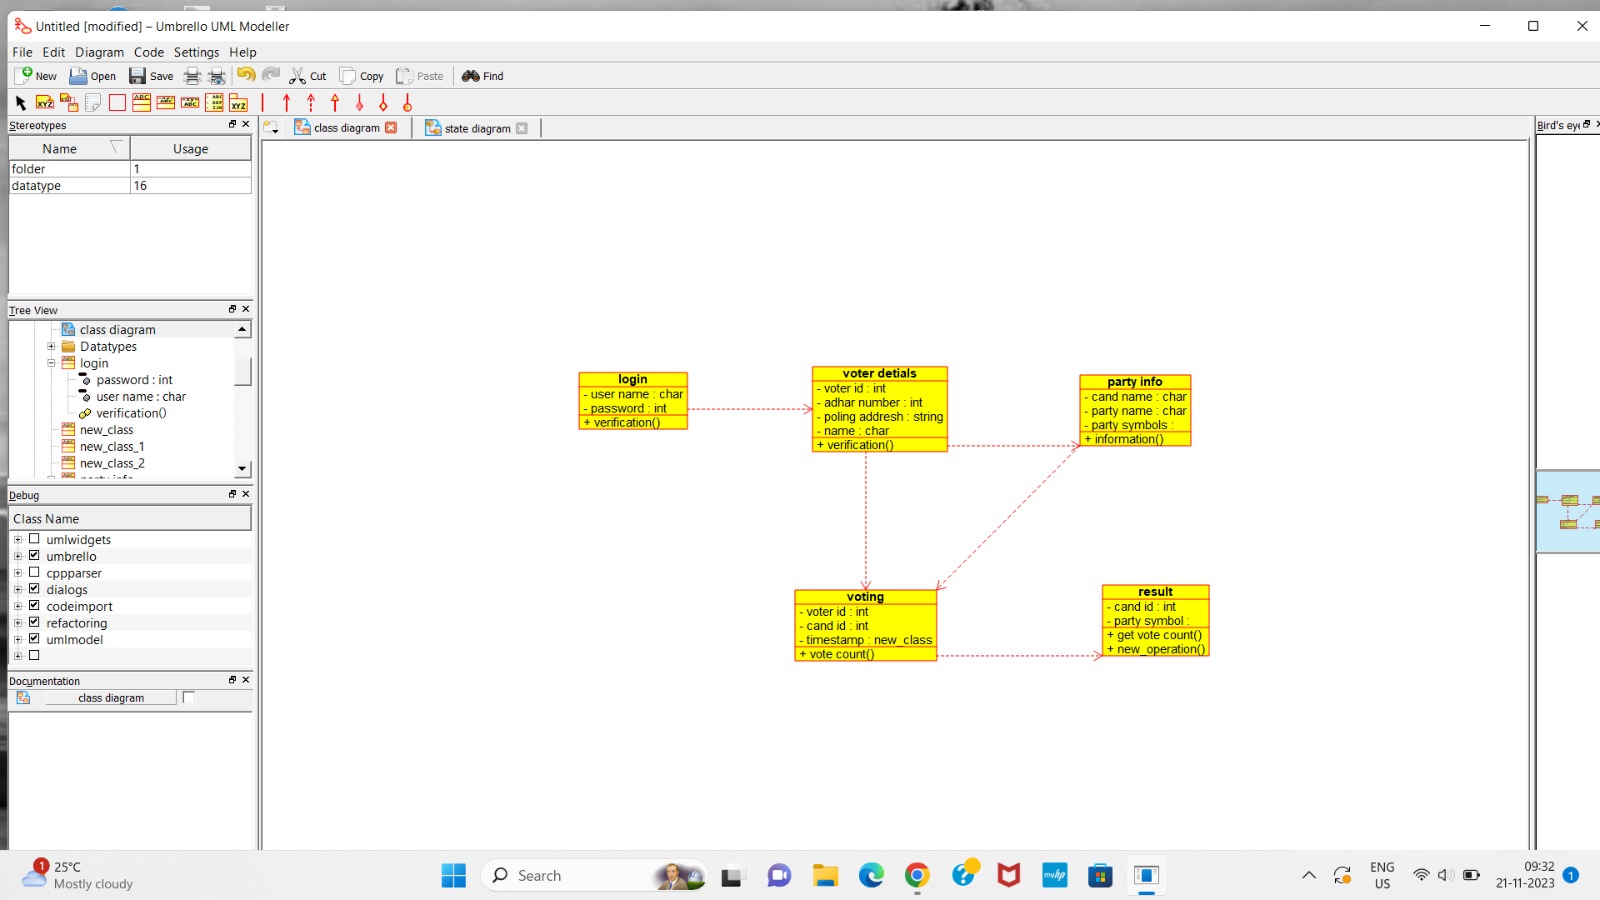 Untitled [modified] – Umbrello UML Modeller
File Edit Diagram Code Settings Help
New Open Save Cut Copy Paste Find
Stereotypes
Name Usage
folder 1
datatype 16
Tree View
class diagram
Datatypes
login
password : int
user name : char
verification()
new_class
new_class_1
new_class_2
Debug
Class Name
umlwidgets
umbrello
cppparser
dialogs
codeimport
refactoring
umlmodel
Documentation
class diagram
class diagram state diagram
login
- user name : char
- password : int
+ verification()
voter detials
- voter id : int
- adhar number : int
- poling addresh : string
- name : char
+ verification()
party info
- cand name : char
- party name : char
- party symbols :
+ information()
voting
- voter id : int
- cand id : int
- timestamp : new_class
+ vote count()
result
- cand id : int
- party symbol :
+ get vote count()
+ new_operation()
Bird's eye
1
25°C
Mostly cloudy
Search
myhp
ENG
US
09:32
21-11-2023
1